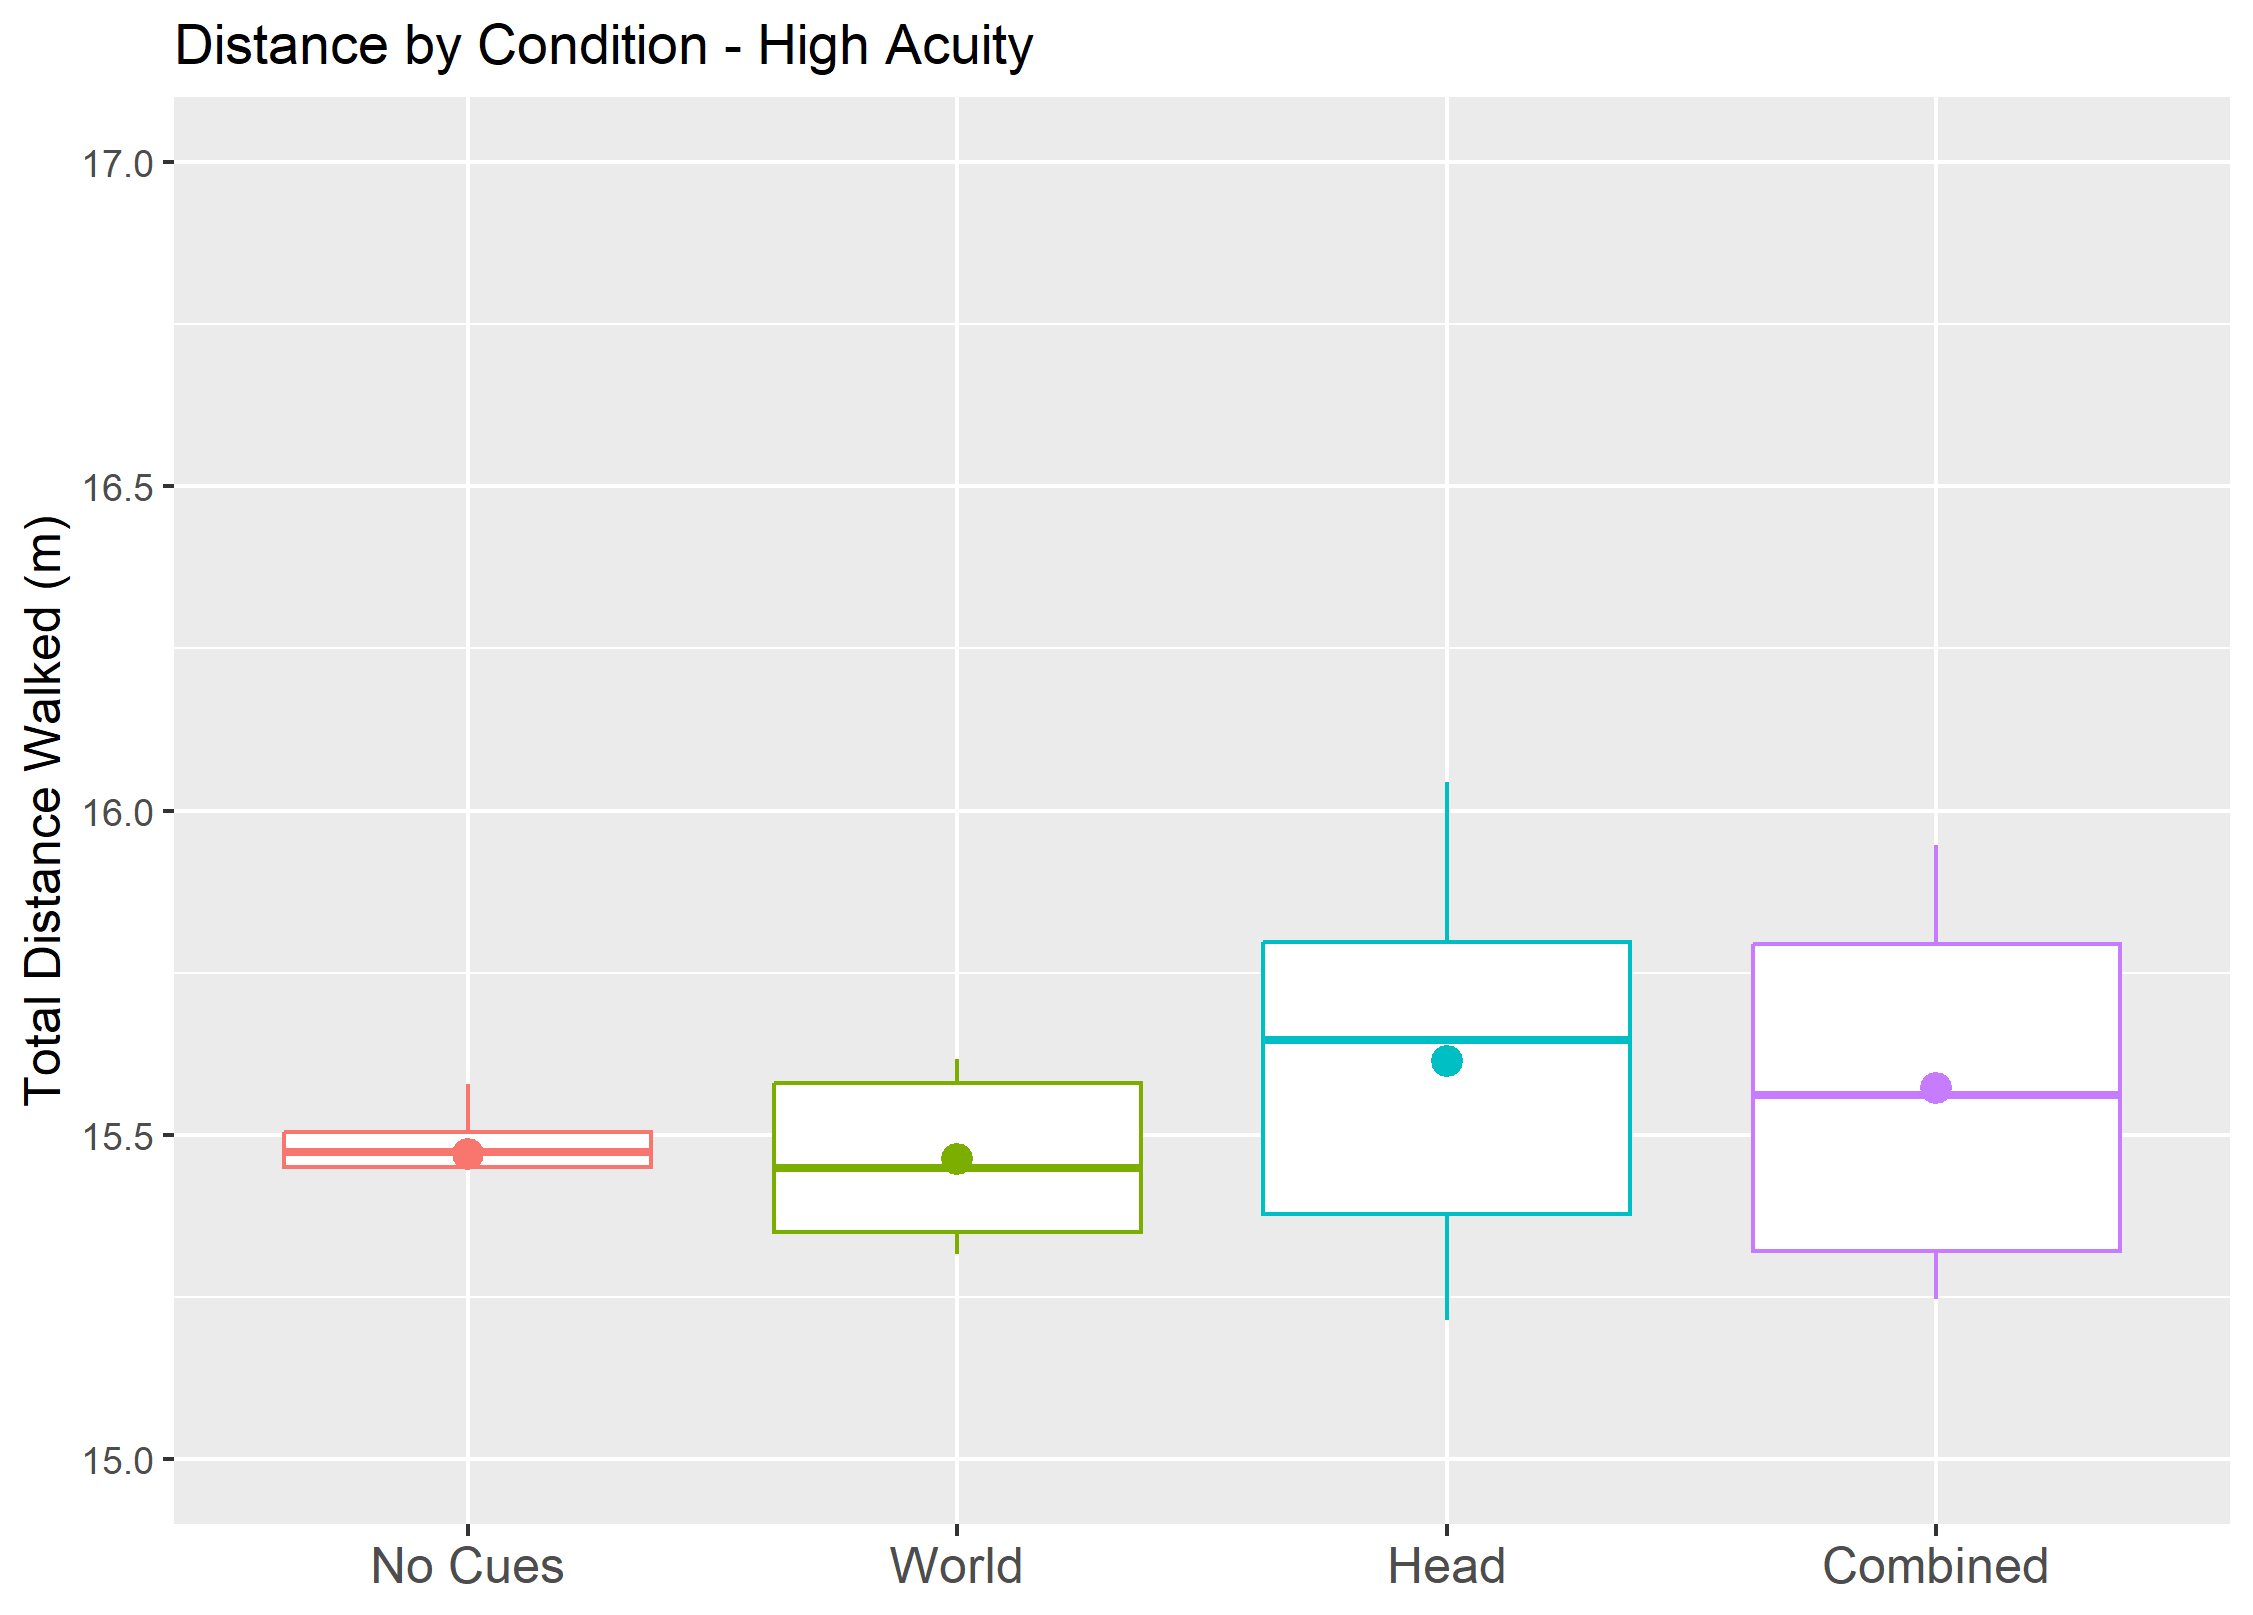 Distance by Condition - High Acuity
Total Distance Walked (m)
17.0
16.5
16.0
15.5
15.0
No Cues
World
Head
Combined